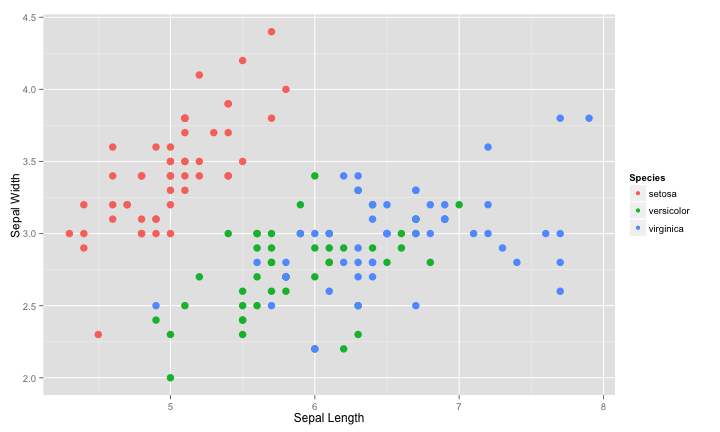 4.5
4.0
3.5
3.0
2.5
2.0
Sepal Width
5
6
7
8
Sepal Length
Species
setosa
versicolor
virginica